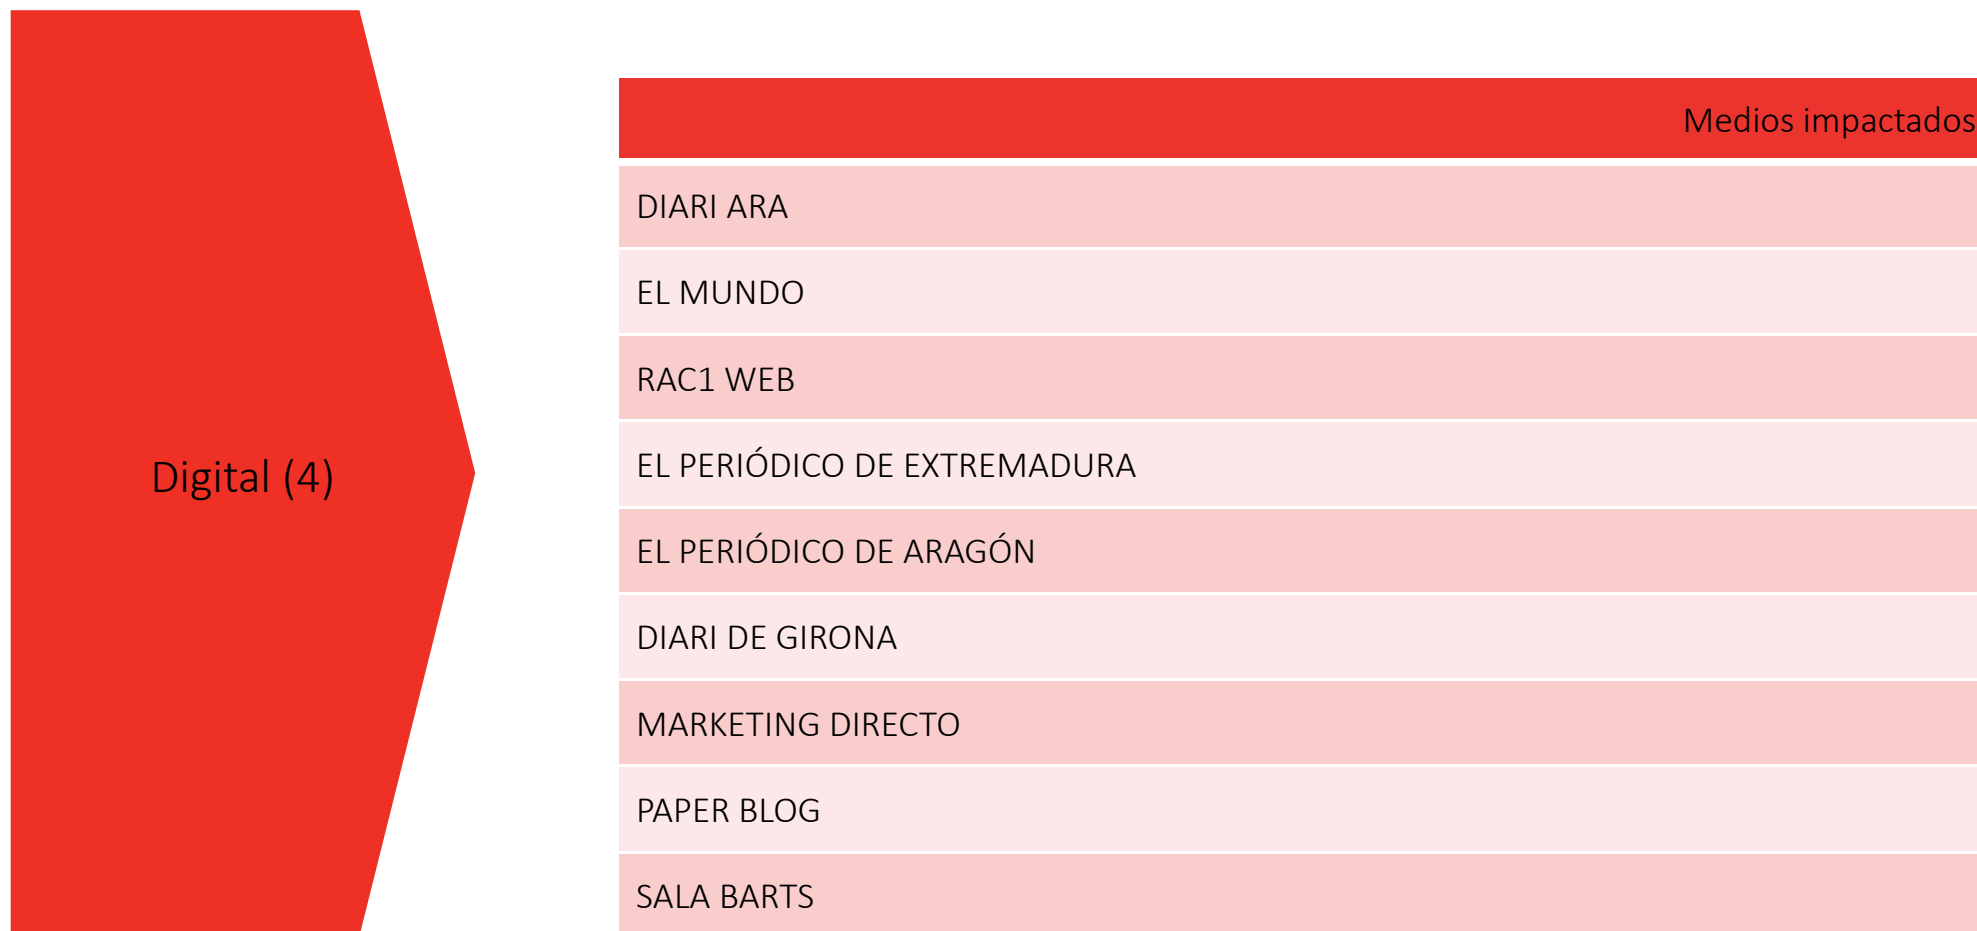 Digital (4)
Medios impactados
DIARI ARA
EL MUNDO
RAC1 WEB
EL PERIÓDICO DE EXTREMADURA
EL PERIÓDICO DE ARAGÓN
DIARI DE GIRONA
MARKETING DIRECTO
PAPER BLOG
SALA BARTS